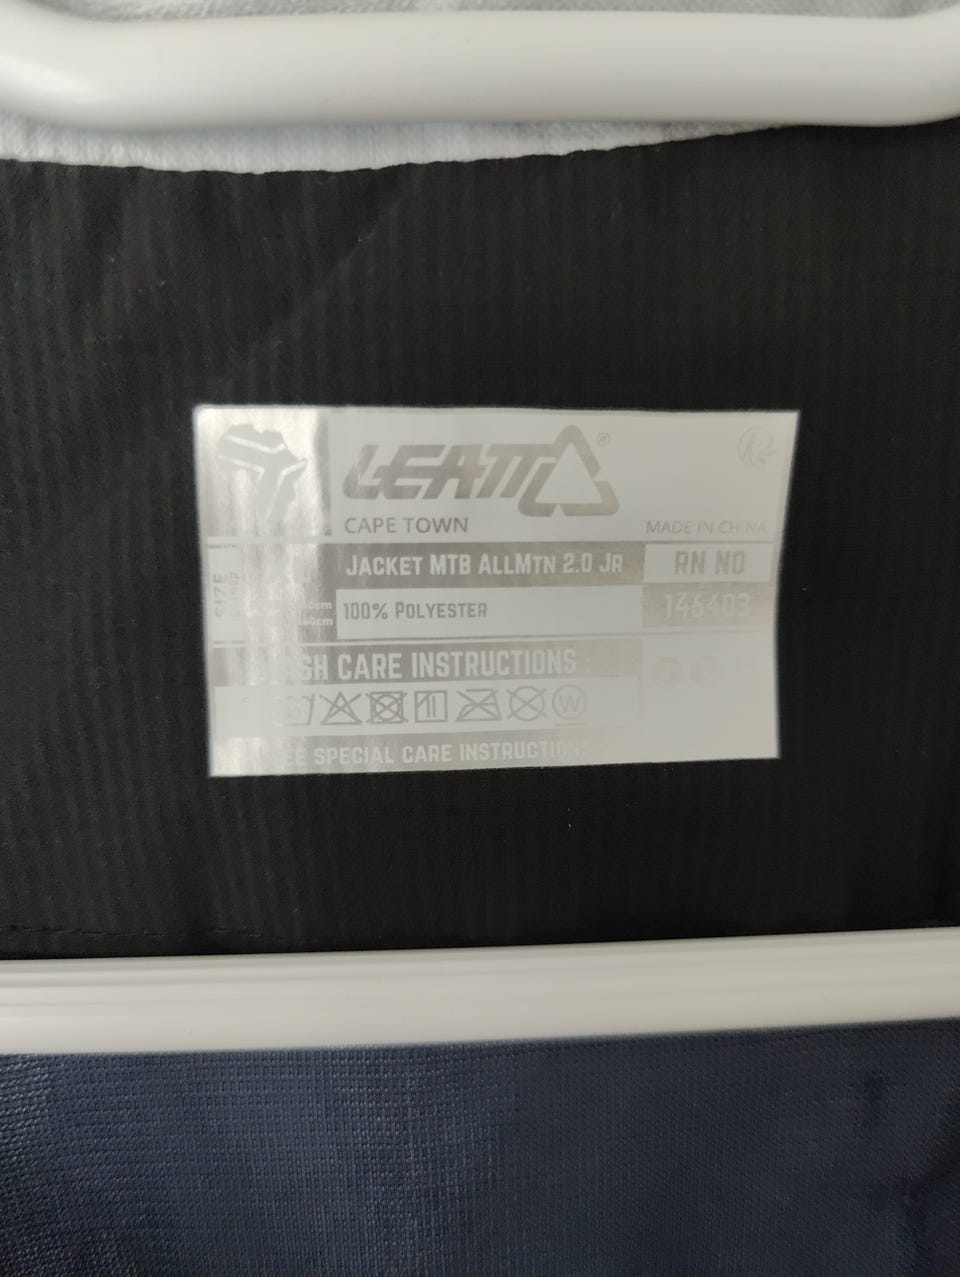 LEATT®
CAPE TOWN
MADE IN CHINA
JACKET MTB ALLMTN 2.0 JR
RN NO
SIZE
100% POLYESTER
146403
CARE INSTRUCTIONS
W
SPECIAL CARE INSTRUCTIONS